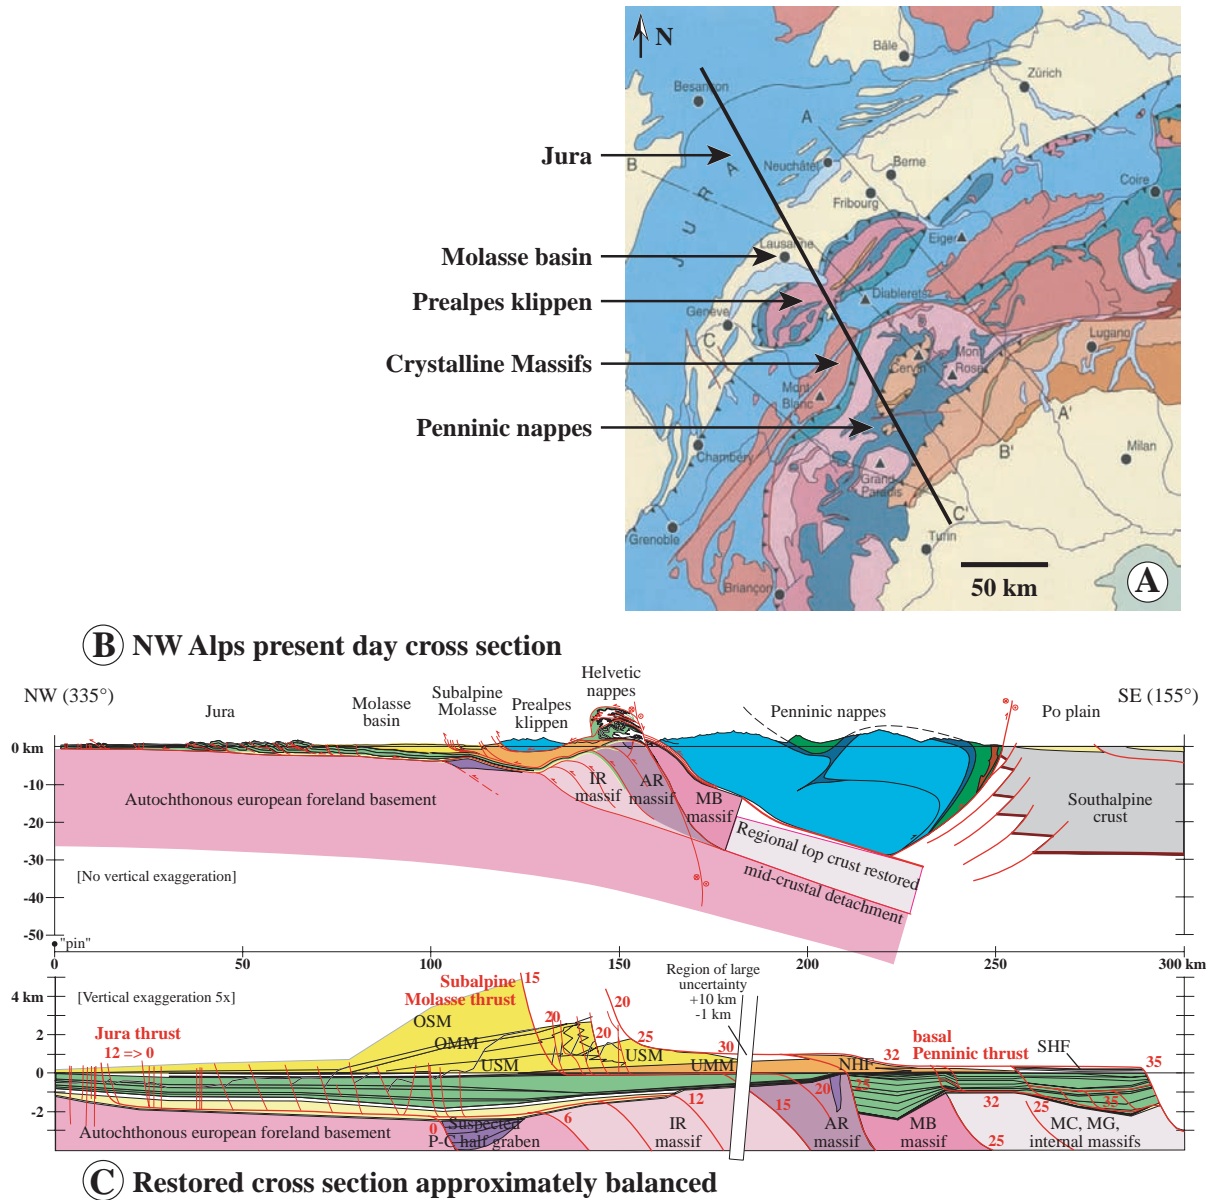 N
Bâle
Zürich
Besançon
A
Jura
Neuchâtel
Berne
B
J U R A
Coire
Fribourg
Eiger
Molasse basin
Lausanne
Prealpes klippen
Diablerets
Genève
C
Lugano
Crystalline Massifs
Cervin
Mont Rose
Mont
Blanc
A'
Penninic nappes
B'
Milan
Chambéry
Grand
Paradis
C'
Turin
Grenoble
50 km
A
Briançon
B NW Alps present day cross section
NW (335°)
SE (155°)
Helvetic
nappes
Subalpine
Molasse
Prealpes
klippen
Molasse
basin
Jura
Penninic nappes
Po plain
0 km
-10
-20
-30
-40
-50
IR
massif
AR
massif
MB
massif
Autochthonous european foreland basement
Southalpine
crust
Regional top crust restored
mid-crustal detachment
[No vertical exaggeration]
"pin"
0 50 100 150 200 250 300 km
4 km
2
0
-2
[Vertical exaggeration 5x]
Subalpine
Molasse thrust
15
Region of large
uncertainty
+10 km
-1 km
20
OSM
Jura thrust
12 => 0
OMM
20
20
25
USM
USM
30
UMM
NHF
32
basal
Penninic thrust
SHF
35
20
25
12
15
32
25
35
6
0
Suspected
P-C half graben
Autochthonous european foreland basement
IR
massif
AR
massif
MB
massif
25
MC, MG,
internal massifs
C Restored cross section approximately balanced